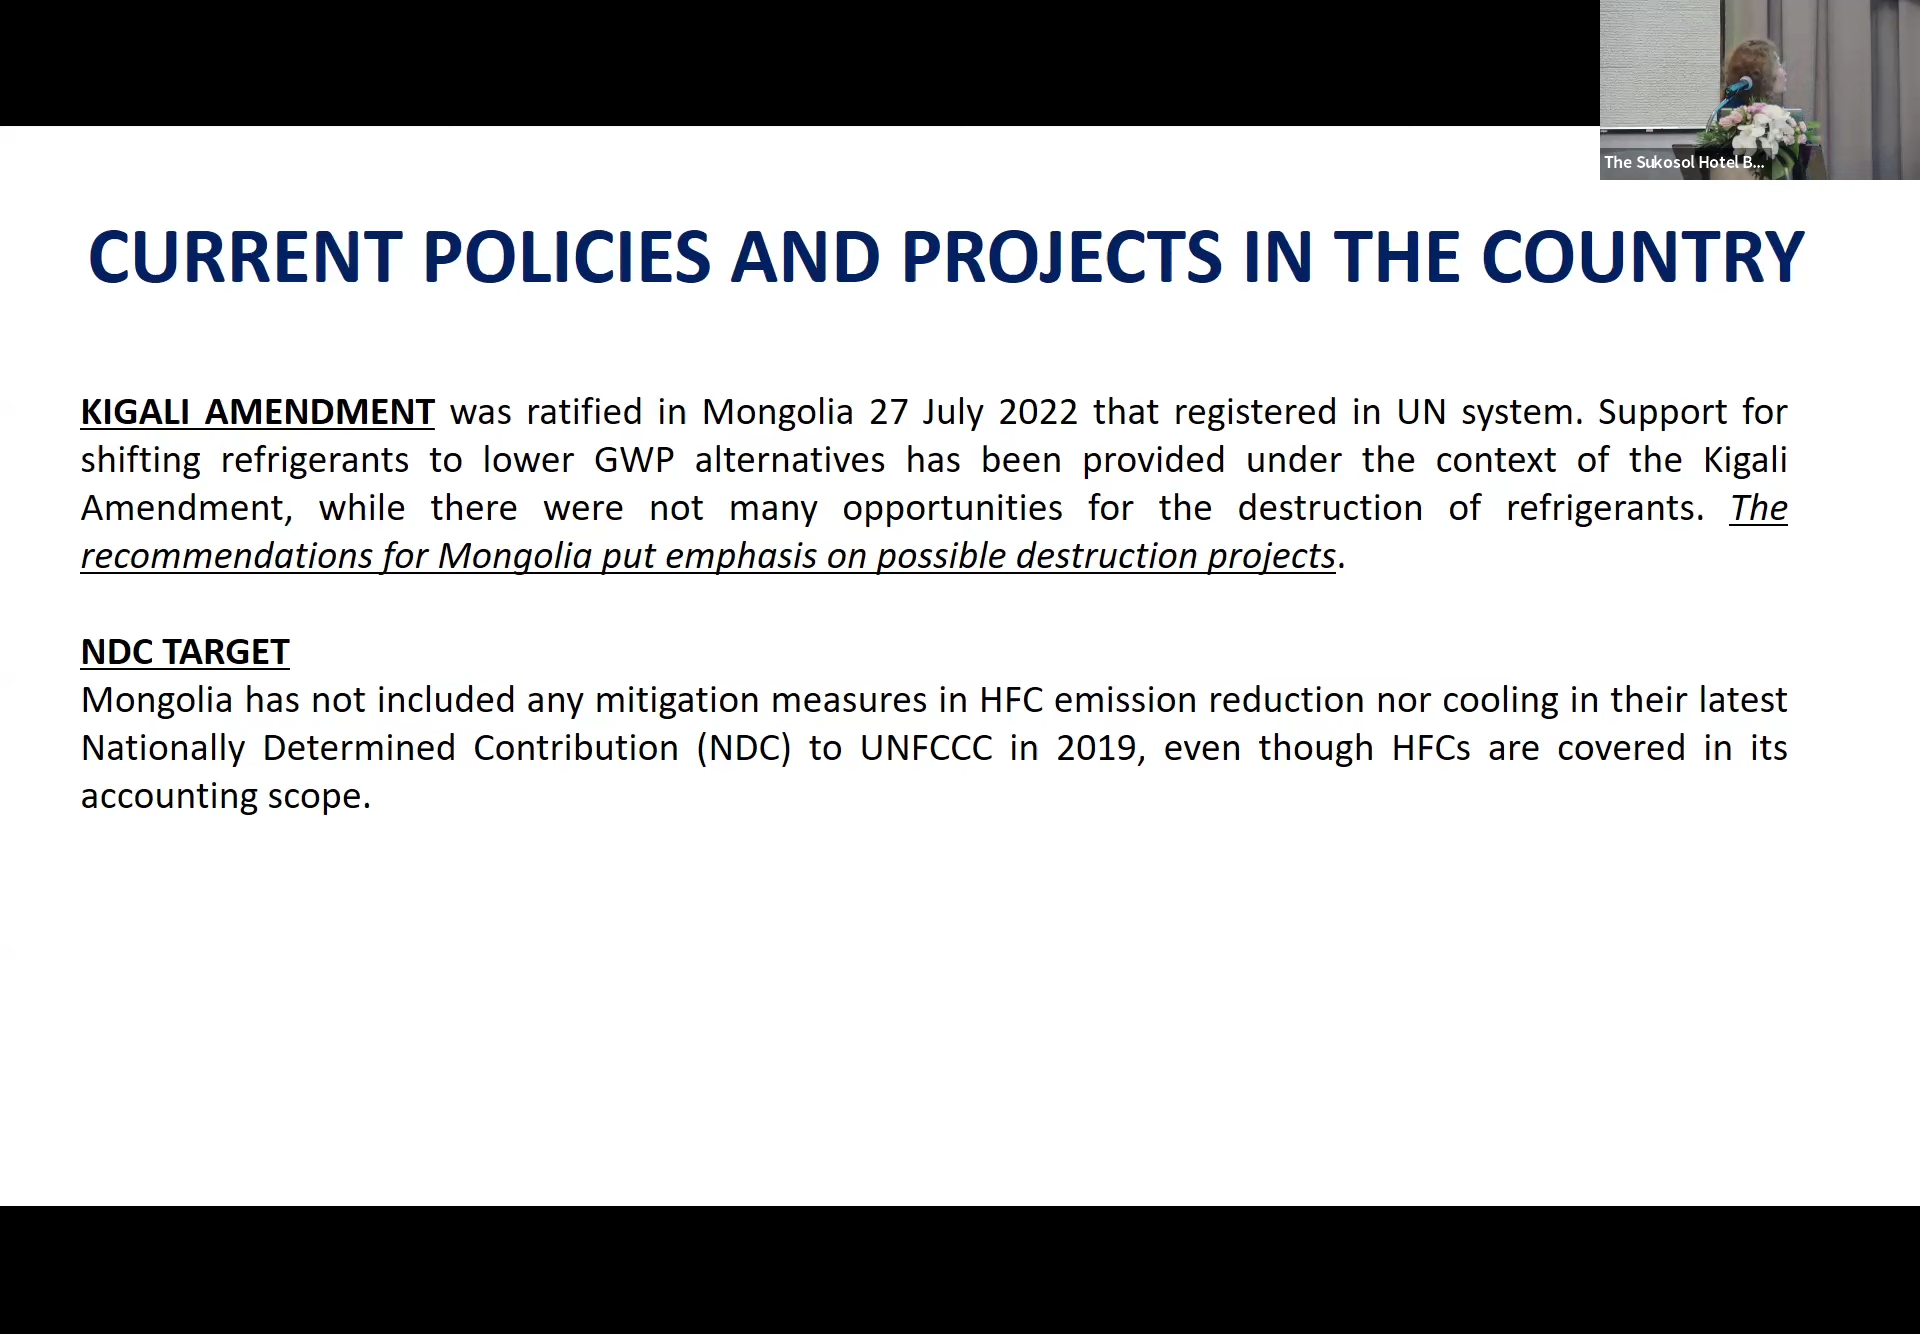 The Sukosol Hotel B...
CURRENT POLICIES AND PROJECTS IN THE COUNTRY
KIGALI AMENDMENT was ratified in Mongolia 27 July 2022 that registered in UN system. Support for
shifting refrigerants to lower GWP alternatives has been provided under the context of the Kigali
Amendment, while there were not many opportunities for the destruction of refrigerants. The
recommendations for Mongolia put emphasis on possible destruction projects.
NDC TARGET
Mongolia has not included any mitigation measures in HFC emission reduction nor cooling in their latest
Nationally Determined Contribution (NDC) to UNFCCC in 2019, even though HFCs are covered in its
accounting scope.